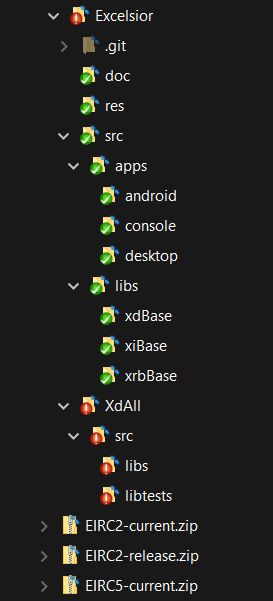 Excelsior
.git
doc
res
src
apps
android
console
desktop
libs
xdBase
xiBase
xrbBase
XdAll
src
libs
libtests
EIRC2-current.zip
EIRC2-release.zip
EIRC5-current.zip